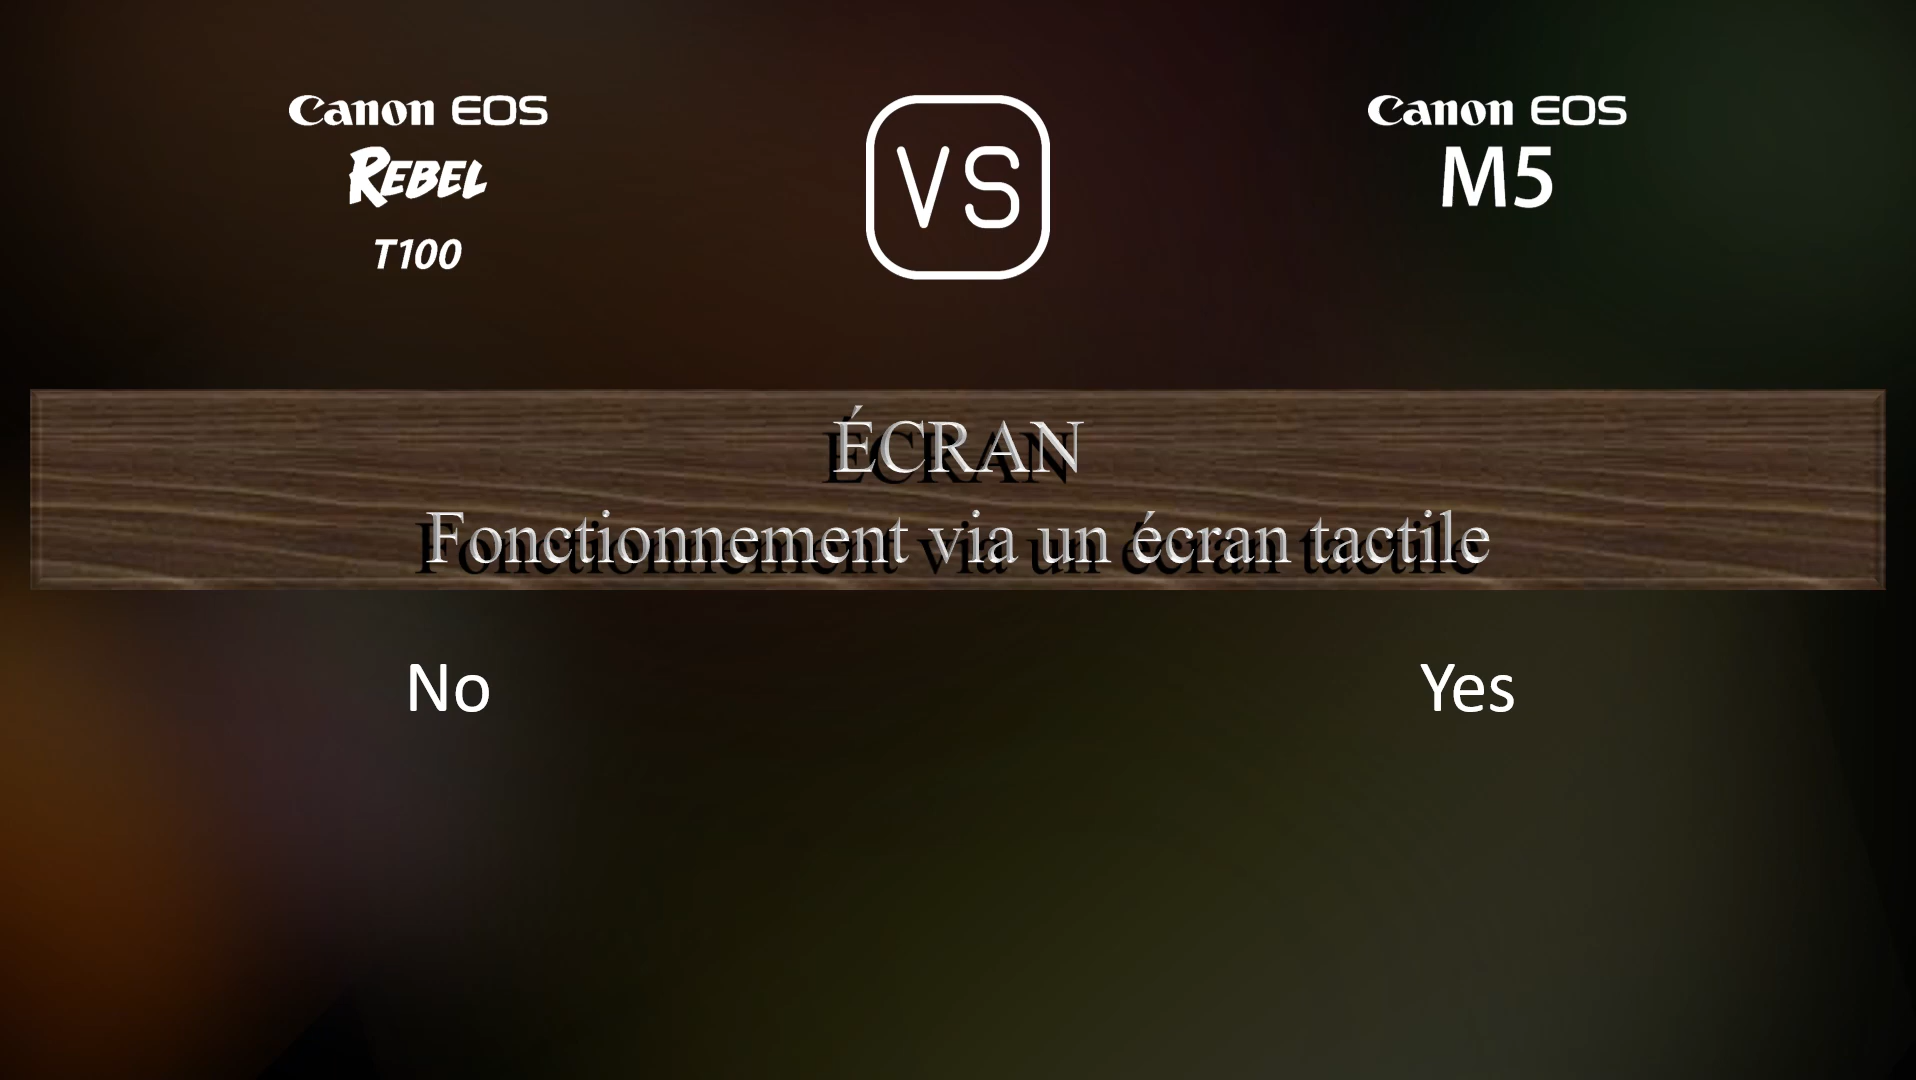 Canon EOS
REBEL
T100
VS
Canon EOS
M5
ÉCRAN
Fonctionnement via un écran tactile
No
Yes